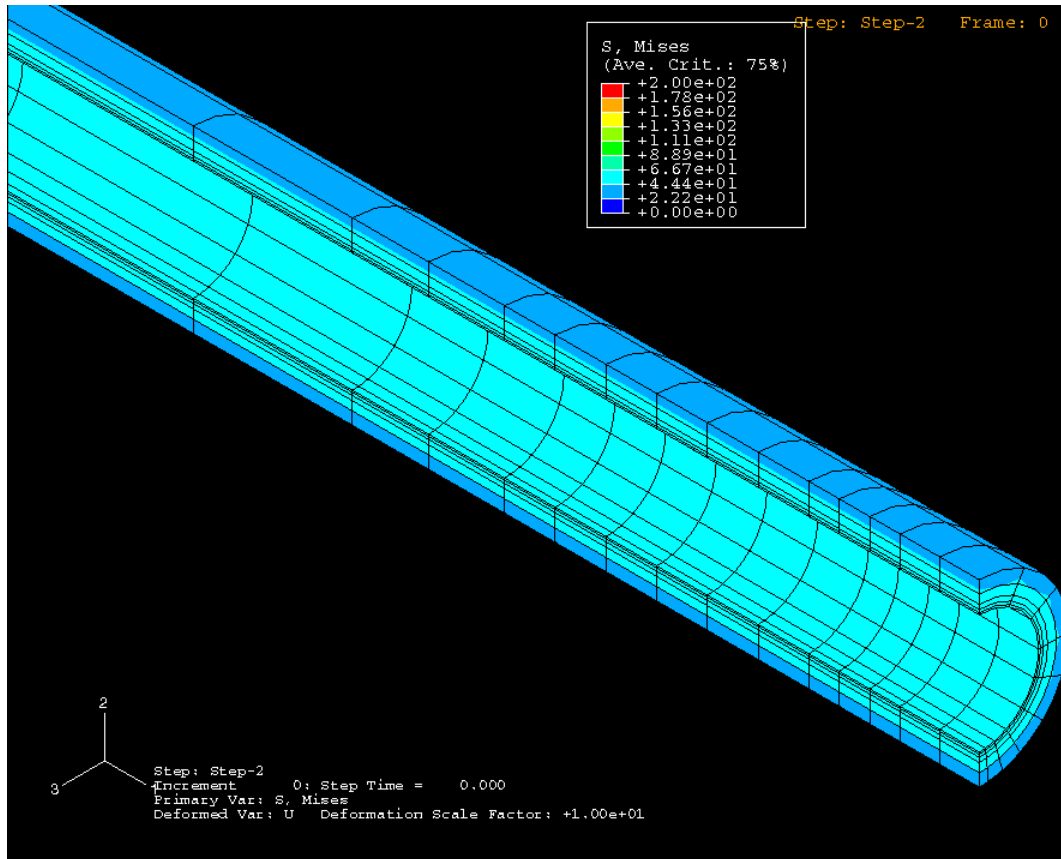 Step: Step-2 Frame: 0
S, Mises
(Ave. Crit.: 75%)
+2.00e+02
+1.78e+02
+1.56e+02
+1.33e+02
+1.11e+02
+8.89e+01
+6.67e+01
+4.44e+01
+2.22e+01
+0.00e+00
2
3
1
Step: Step-2
Increment 0: Step Time = 0.000
Primary Var: S, Mises
Deformed Var: U Deformation Scale Factor: +1.00e+01